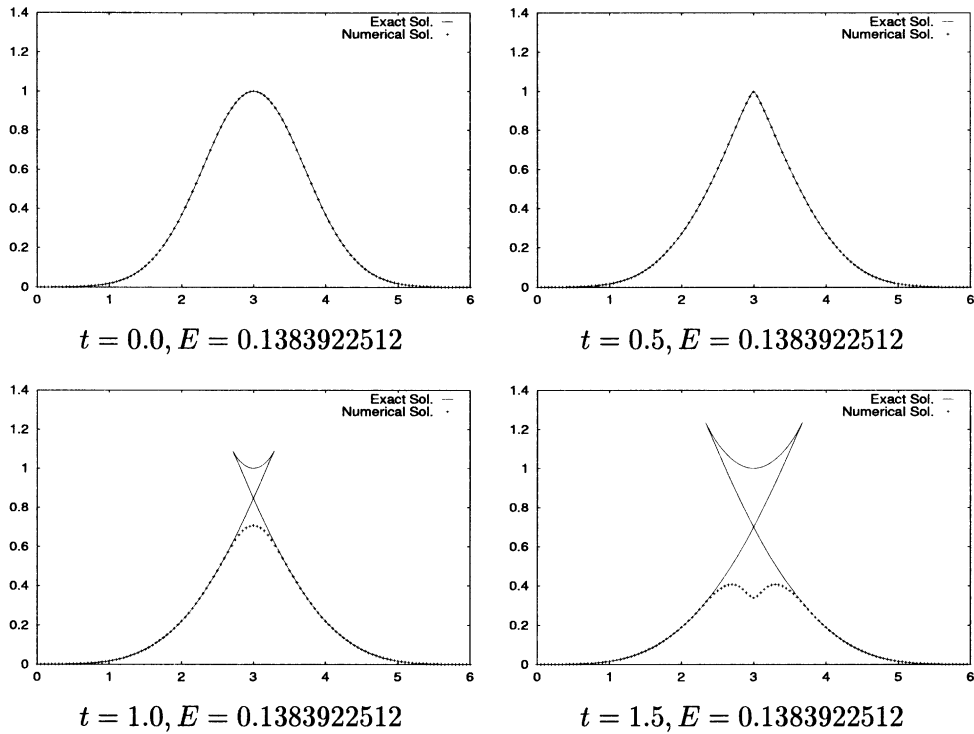 1.4
Exact Sol. —
Numerical Sol. +
1.2
1
0.8
0.6
0.4
0.2
0
0 1 2 3 4 5 6
t = 0.0, E = 0.1383922512
1.4
Exact Sol. —
Numerical Sol. +
1.2
1
0.8
0.6
0.4
0.2
0
0 1 2 3 4 5 6
t = 0.5, E = 0.1383922512
1.4
Exact Sol. —
Numerical Sol. +
1.2
1
0.8
0.6
0.4
0.2
0
0 1 2 3 4 5 6
t = 1.0, E = 0.1383922512
1.4
Exact Sol. —
Numerical Sol. +
1.2
1
0.8
0.6
0.4
0.2
0
0 1 2 3 4 5 6
t = 1.5, E = 0.1383922512